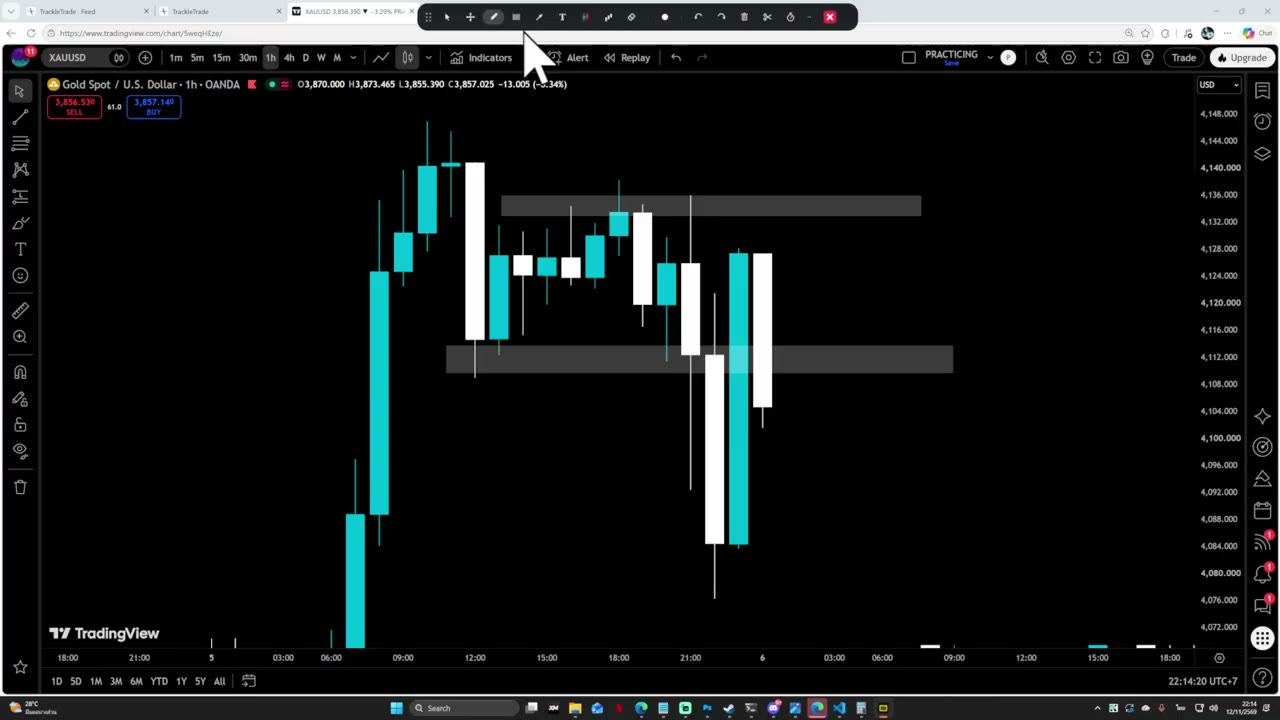 TrackleTrade · Feed
TrackleTrade
XAUUSD 3,856.390 ▼ −3.29% PRA
https://www.tradingview.com/chart/5weqHEze/
Chat
11
XAUUSD
1m 5m 15m 30m 1h 4h D W M
Indicators
Alert
Replay
PRACTICING
Save
P
Trade
Upgrade
Gold Spot / U.S. Dollar · 1h · OANDA
O3,870.000 H3,873.465 L3,855.390 C3,857.025 −13.005 (−0.34%)
USD
3,856.530
SELL
61.0
3,857.140
BUY
4,148.000
4,144.000
4,140.000
4,136.000
4,132.000
4,128.000
4,124.000
4,120.000
4,116.000
4,112.000
4,108.000
4,104.000
4,100.000
4,096.000
4,092.000
4,088.000
4,084.000
4,080.000
4,076.000
4,072.000
TradingView
18:00 21:00 5 03:00 06:00 09:00 12:00 15:00 18:00 21:00 6 03:00 06:00 09:00 12:00 15:00 18:00
1D 5D 1M 3M 6M YTD 1Y 5Y All
22:14:20 UTC+7
28°C
Search
22:14
12/11/2569